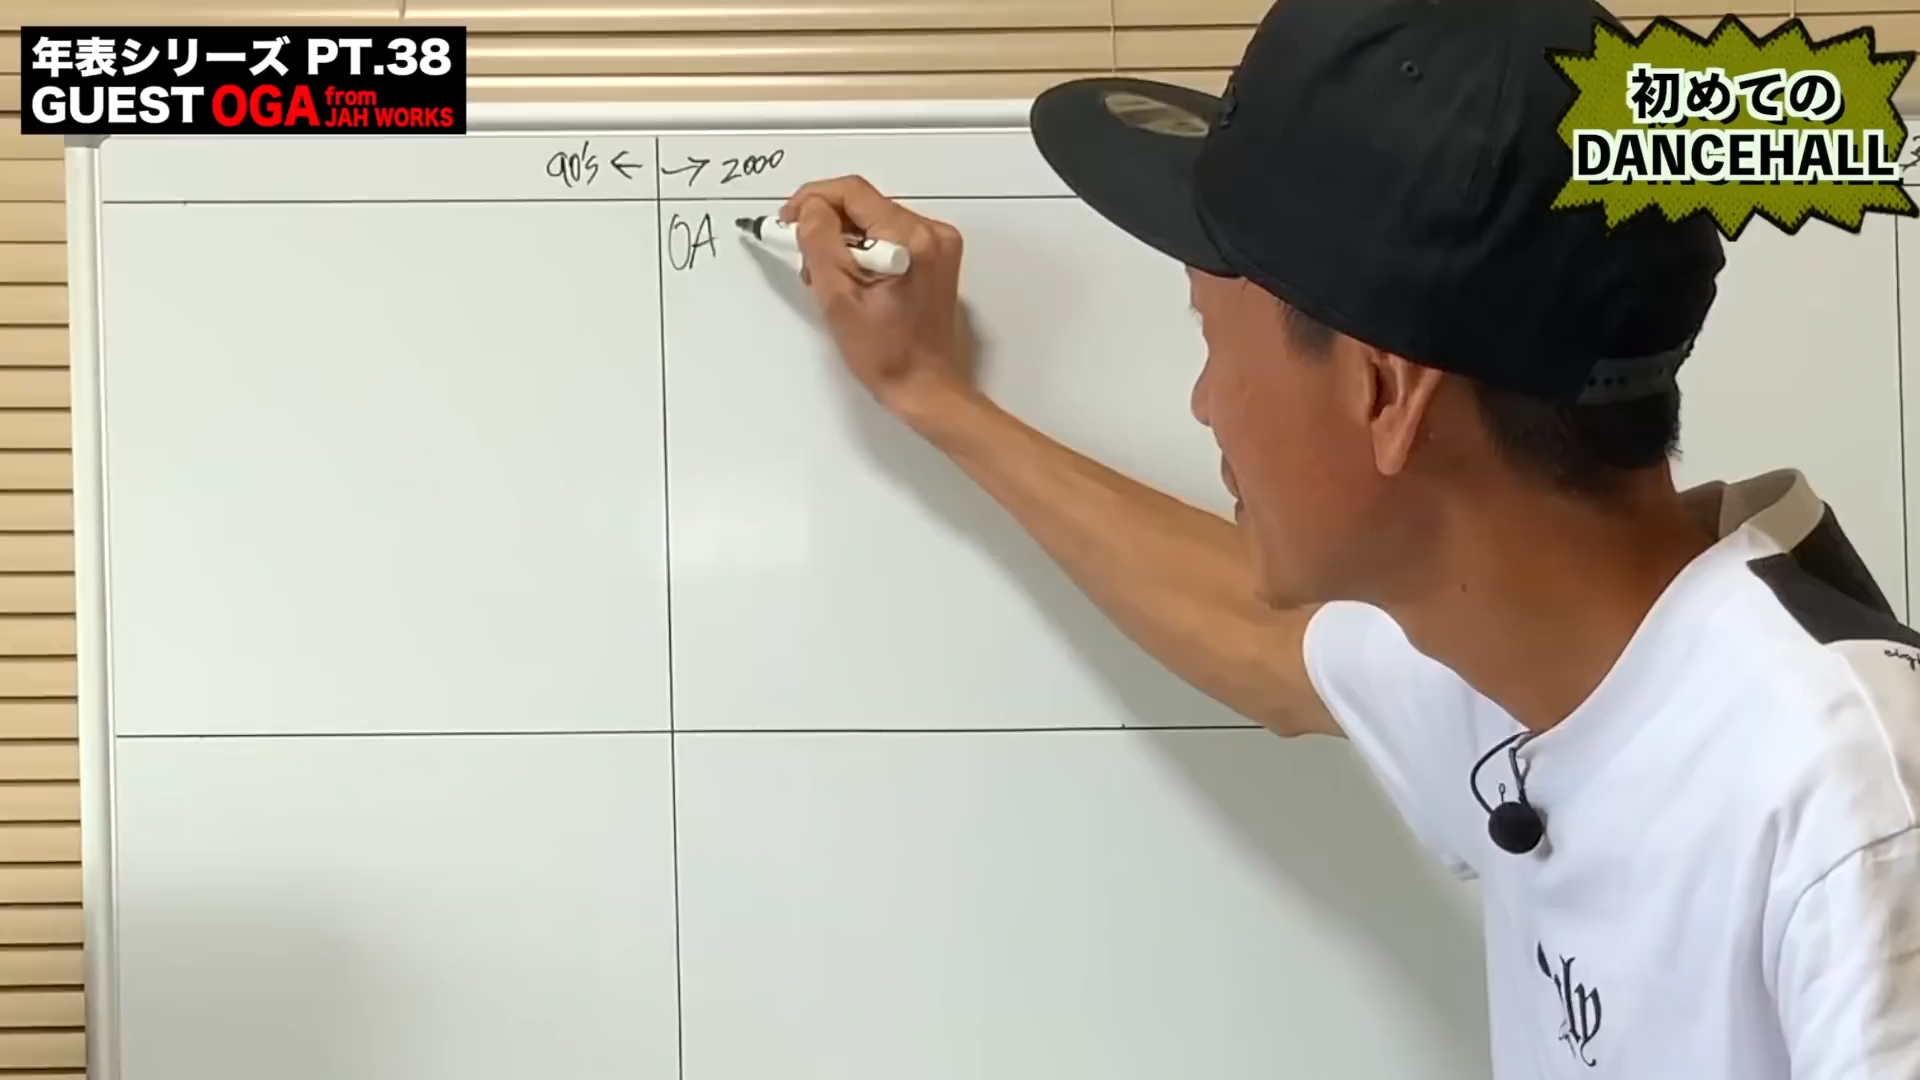 年表シリーズ PT.38
GUEST OGA from JAH WORKS
初めての
DANCEHALL
90's ← → 2000
OA